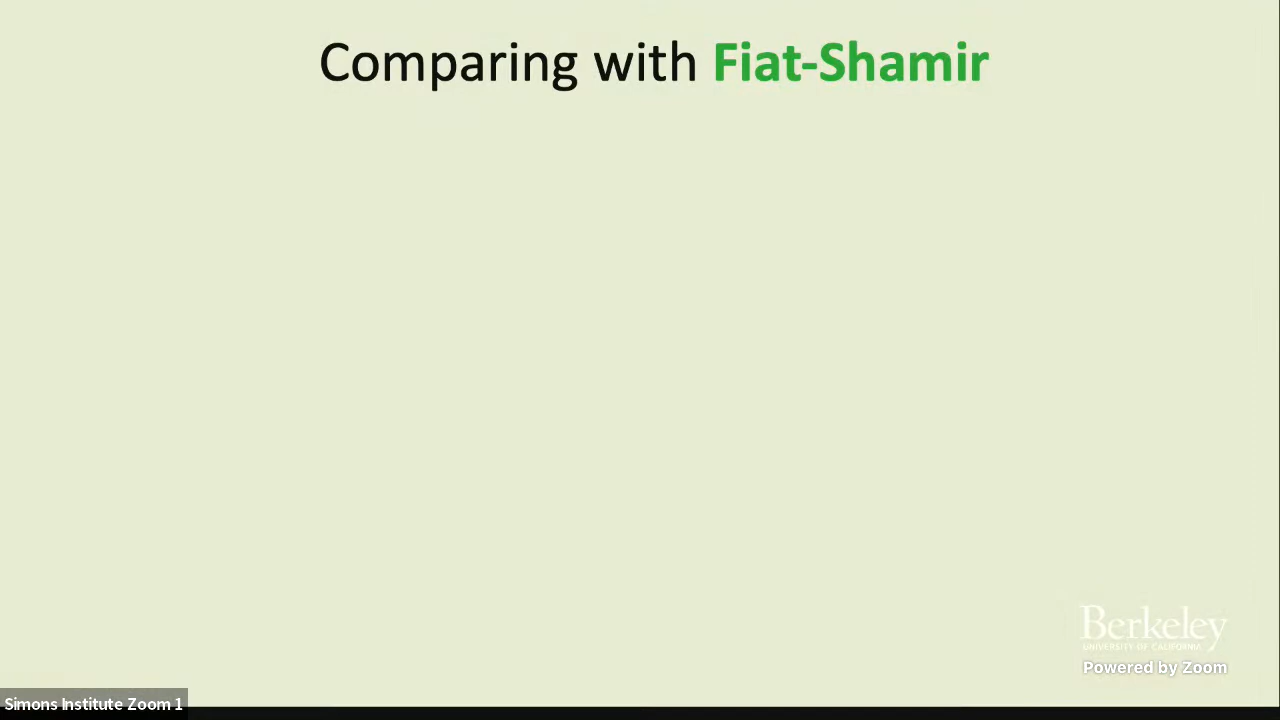 Comparing with Fiat-Shamir
Berkeley
UNIVERSITY OF CALIFORNIA
Powered by Zoom
Simons Institute Zoom 1